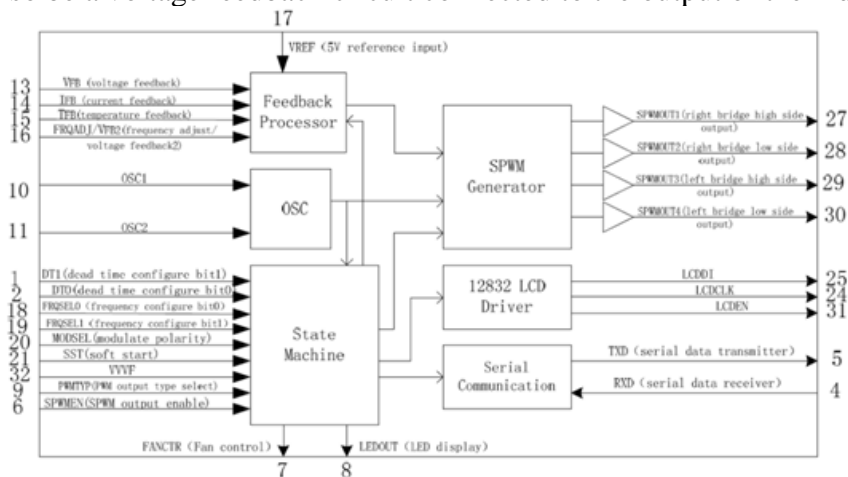 17
VREF (5V reference input)
13
VFB (voltage feedback)
14
IFB (current feedback)
15
TFB(temperature feedback)
16
FRQADJ/VFB2(frequency adjust/
voltage feedback2)
Feedback
Processor
10
OSC1
11
OSC2
OSC
1
DT1(dead time configure bit1)
2
DT0(dead time configure bit0)
18
FRQSEL0 (frequency configure bit0)
19
FRQSEL1 (frequency configure bit1)
20
MODSEL(modulate polarity)
21
SST(soft start)
32
VVVF
9
PWMTYP(PWM output type select)
6
SPWMEN(SPWM output enable)
State
Machine
FANCTR (Fan control)
7
LEDOUT (LED display)
8
SPWM
Generator
SPWMOUT1(right bridge high side
output)
27
SPWMOUT2(right bridge low side
output)
28
SPWMOUT3(left bridge high side
output)
29
SPWMOUT4(left bridge low side
output)
30
12832 LCD
Driver
LCDDI
25
LCDCLK
24
LCDEN
31
Serial
Communication
TXD (serial data transmitter)
5
RXD (serial data receiver)
4